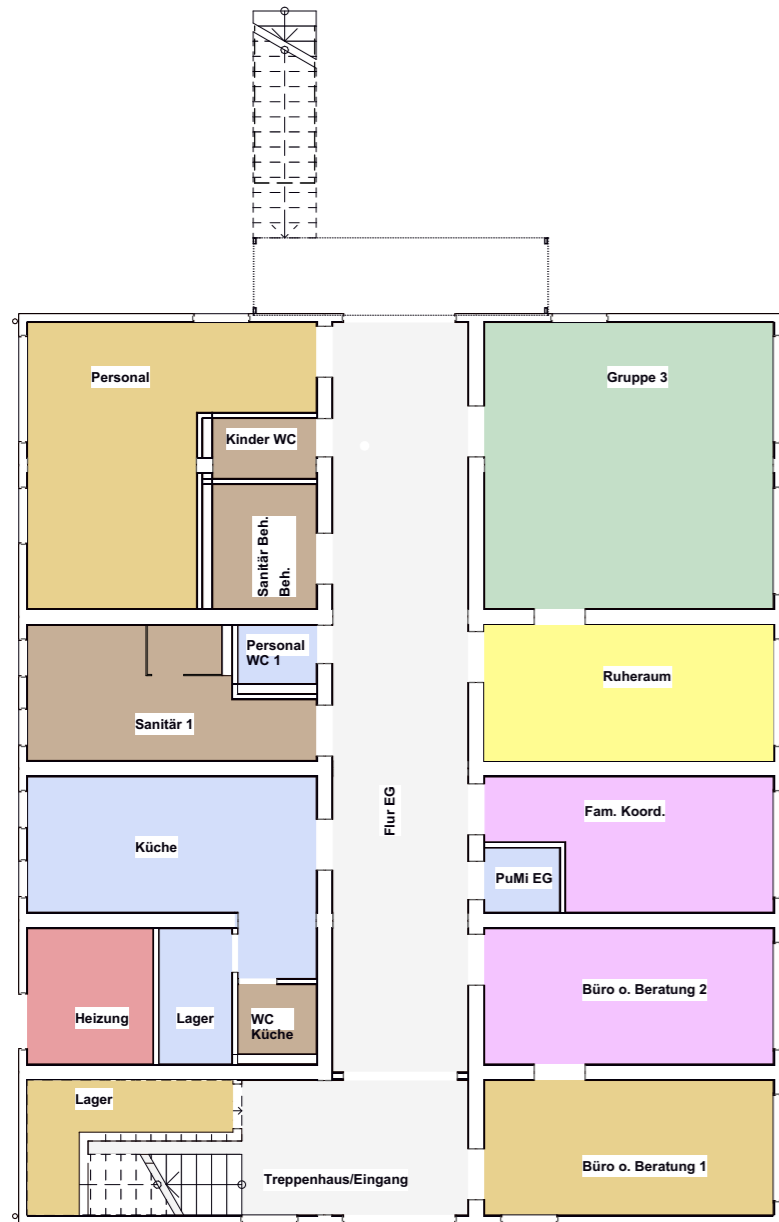 Personal
Gruppe 3
Kinder WC
Sanitär Beh.
Beh.
Personal
WC 1
Ruheraum
Sanitär 1
Flur EG
Fam. Koord.
Küche
PuMi EG
Büro o. Beratung 2
Heizung
Lager
WC
Küche
Lager
Büro o. Beratung 1
Treppenhaus/Eingang